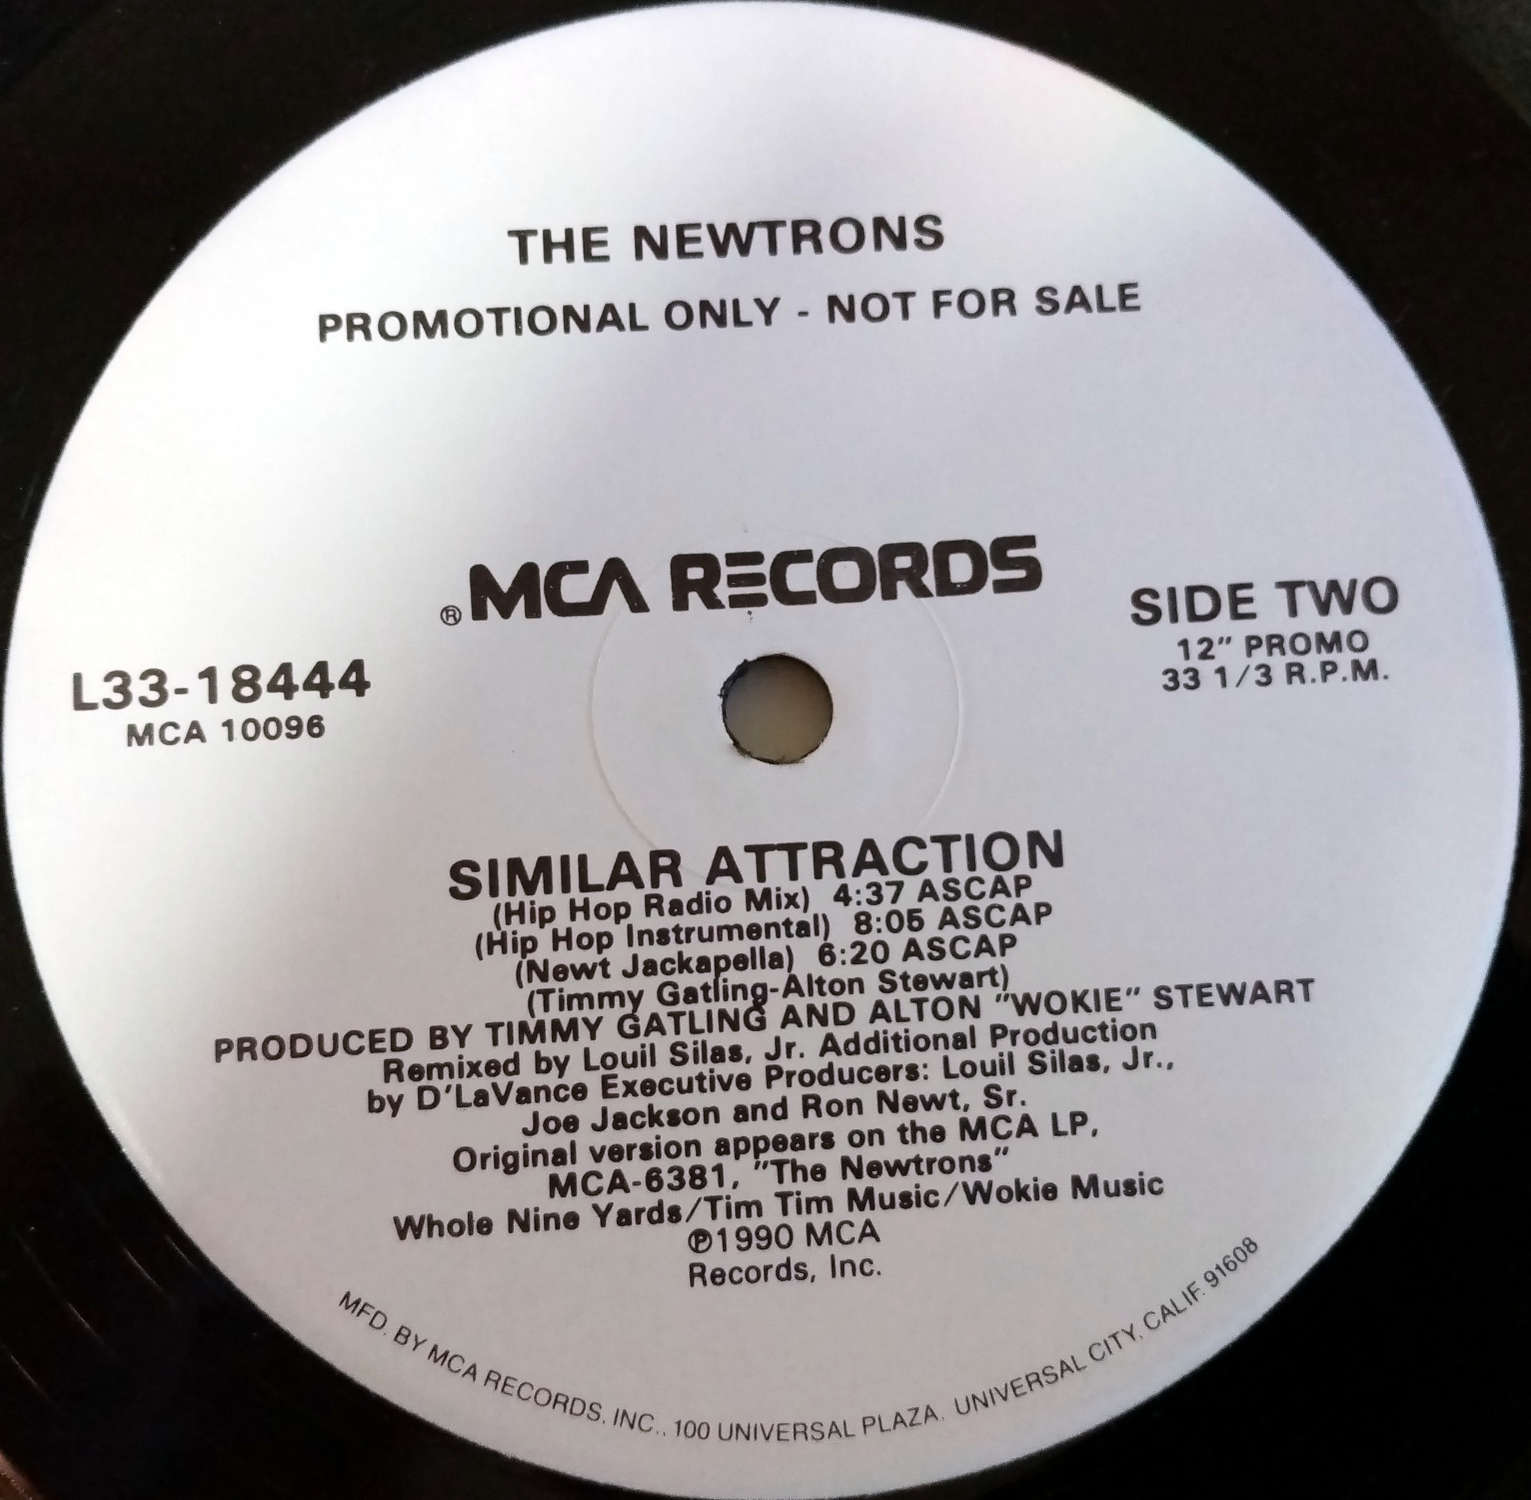 THE NEWTRONS
PROMOTIONAL ONLY - NOT FOR SALE
® MCA RECORDS
SIDE TWO
12" PROMO
33 1/3 R.P.M.
L33-18444
MCA 10096
SIMILAR ATTRACTION
(Hip Hop Radio Mix) 4:37 ASCAP
(Hip Hop Instrumental) 8:05 ASCAP
(Newt Jackapella) 6:20 ASCAP
(Timmy Gatling-Alton Stewart)
PRODUCED BY TIMMY GATLING AND ALTON "WOKIE" STEWART
Remixed by Louil Silas, Jr. Additional Production
by D'LaVance Executive Producers: Louil Silas, Jr.,
Joe Jackson and Ron Newt, Sr.
Original version appears on the MCA LP,
MCA-6381, "The Newtrons"
Whole Nine Yards/Tim Tim Music/Wokie Music
℗1990 MCA
Records, Inc.
MFD. BY MCA RECORDS, INC., 100 UNIVERSAL PLAZA, UNIVERSAL CITY, CALIF. 91608